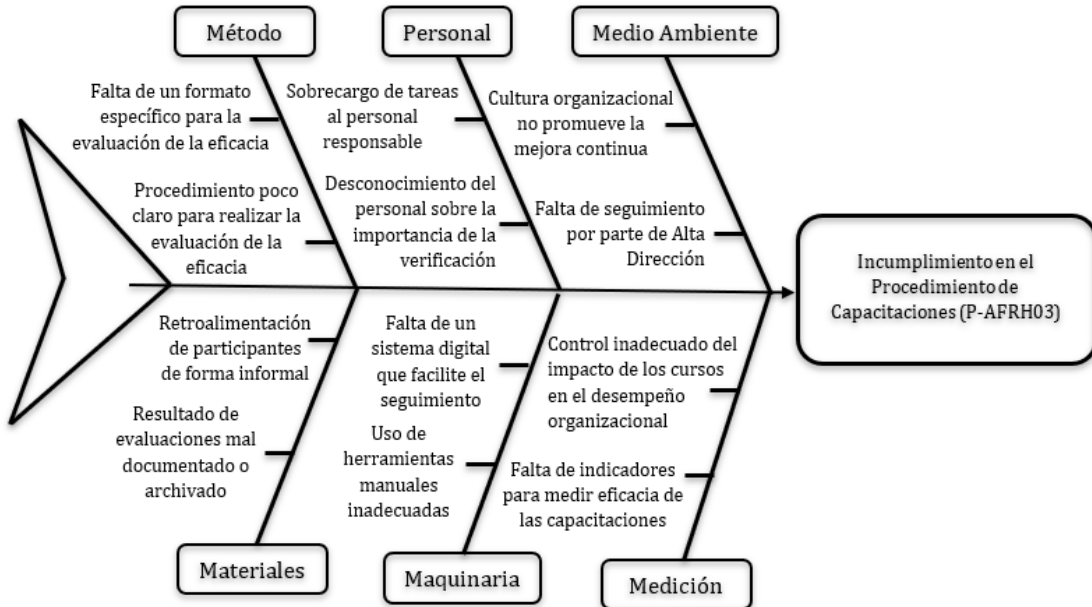 Método
Personal
Medio Ambiente
Falta de un formato
específico para la
evaluación de la eficacia
Procedimiento poco
claro para realizar la
evaluación de la
eficacia
Sobrecargo de tareas
al personal
responsable
Desconocimiento del
personal sobre la
importancia de la
verificación
Cultura organizacional
no promueve la
mejora continua
Falta de seguimiento
por parte de Alta
Dirección
Incumplimiento en el
Procedimiento de
Capacitaciones (P-AFRH03)
Retroalimentación
de participantes
de forma informal
Resultado de
evaluaciones mal
documentado o
archivado
Falta de un
sistema digital
que facilite el
seguimiento
Uso de
herramientas
manuales
inadecuadas
Control inadecuado del
impacto de los cursos
en el desempeño
organizacional
Falta de indicadores
para medir eficacia de
las capacitaciones
Materiales
Maquinaria
Medición